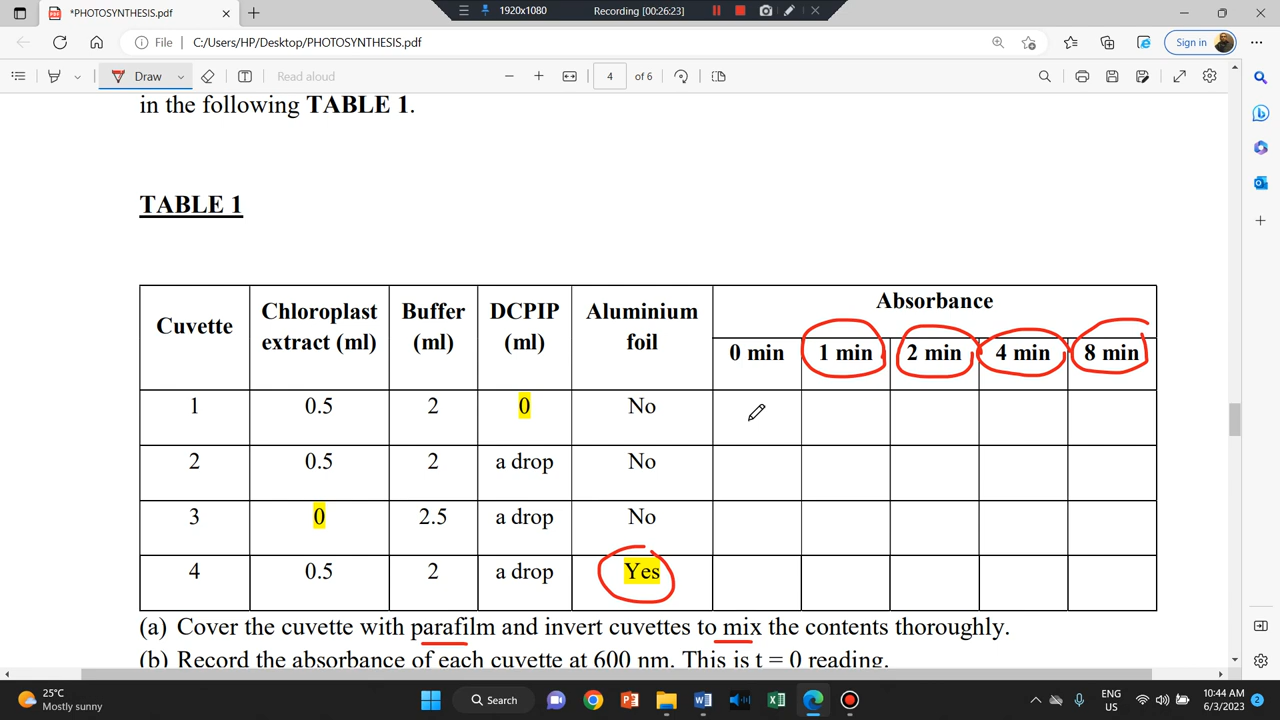 *PHOTOSYNTHESIS.pdf
1920x1080
Recording [00:26:23]
File
C:/Users/HP/Desktop/PHOTOSYNTHESIS.pdf
Sign in
Draw
Read aloud
4
of 6
in the following TABLE 1.
TABLE 1
Cuvette
Chloroplast extract (ml)
Buffer (ml)
DCPIP (ml)
Aluminium foil
Absorbance
0 min
1 min
2 min
4 min
8 min
1 0.5 2 0 No
2 0.5 2 a drop No
3 0 2.5 a drop No
4 0.5 2 a drop Yes
(a) Cover the cuvette with parafilm and invert cuvettes to mix the contents thoroughly.
(b) Record the absorbance of each cuvette at 600 nm. This is t = 0 reading.
25°C
Mostly sunny
Search
ENG
US
10:44 AM
6/3/2023
2